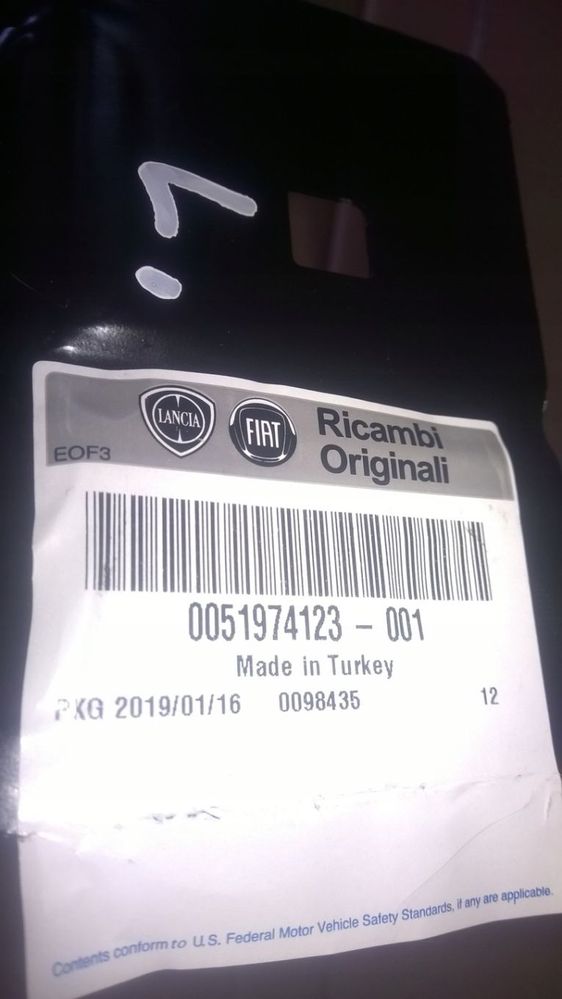 LANCIA
FIAT
Ricambi
Originali
EOF3
0051974123 - 001
Made in Turkey
PXG 2019/01/16 0098435 12
Contents conform to U.S. Federal Motor Vehicle Safety Standards, if any are applicable.